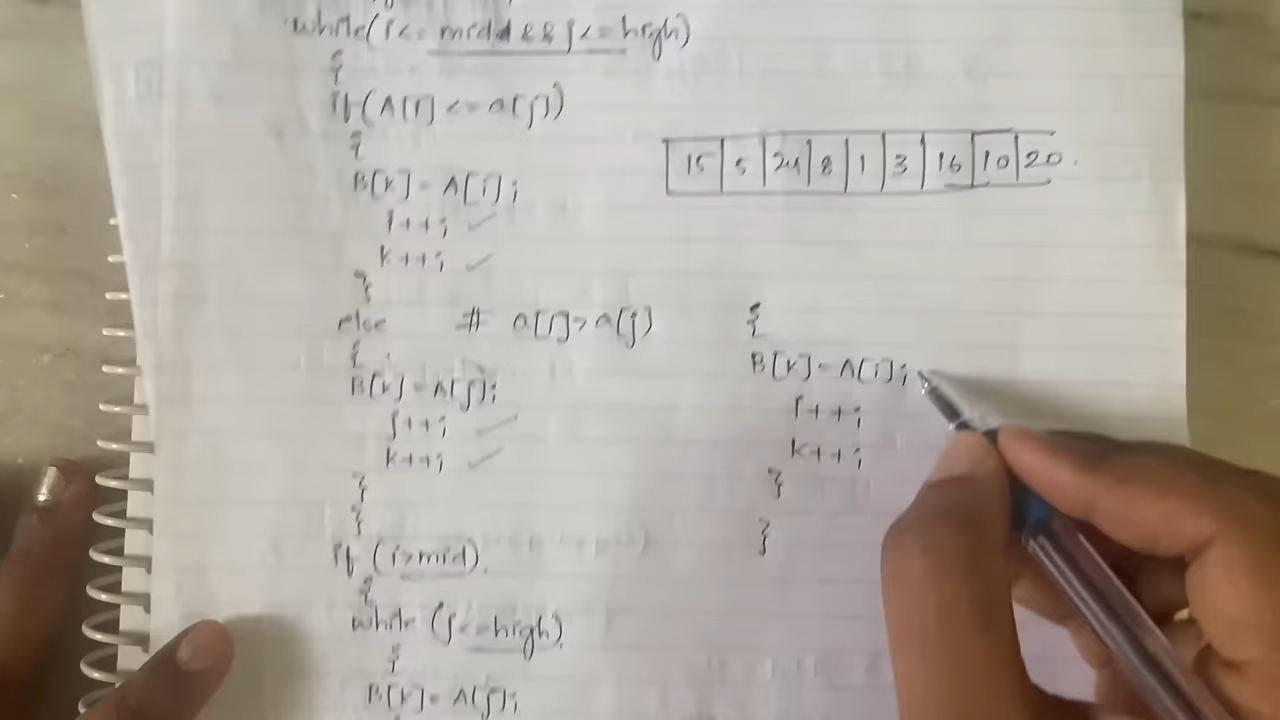 while(i<=mid && j<=high)
{
if(A[i]<=a[j])
{
B[k]=A[i];
i++;
k++;
}
else # a[i]>a[j]
{
B[k]=A[j];
j++;
k++;
}
}
if (i>mid)
{
while (j<=high)
{
B[k]=A[j];
15 5 24 8 1 3 16 10 20
{
B[k]=A[i];
i++;
k++;
}
}